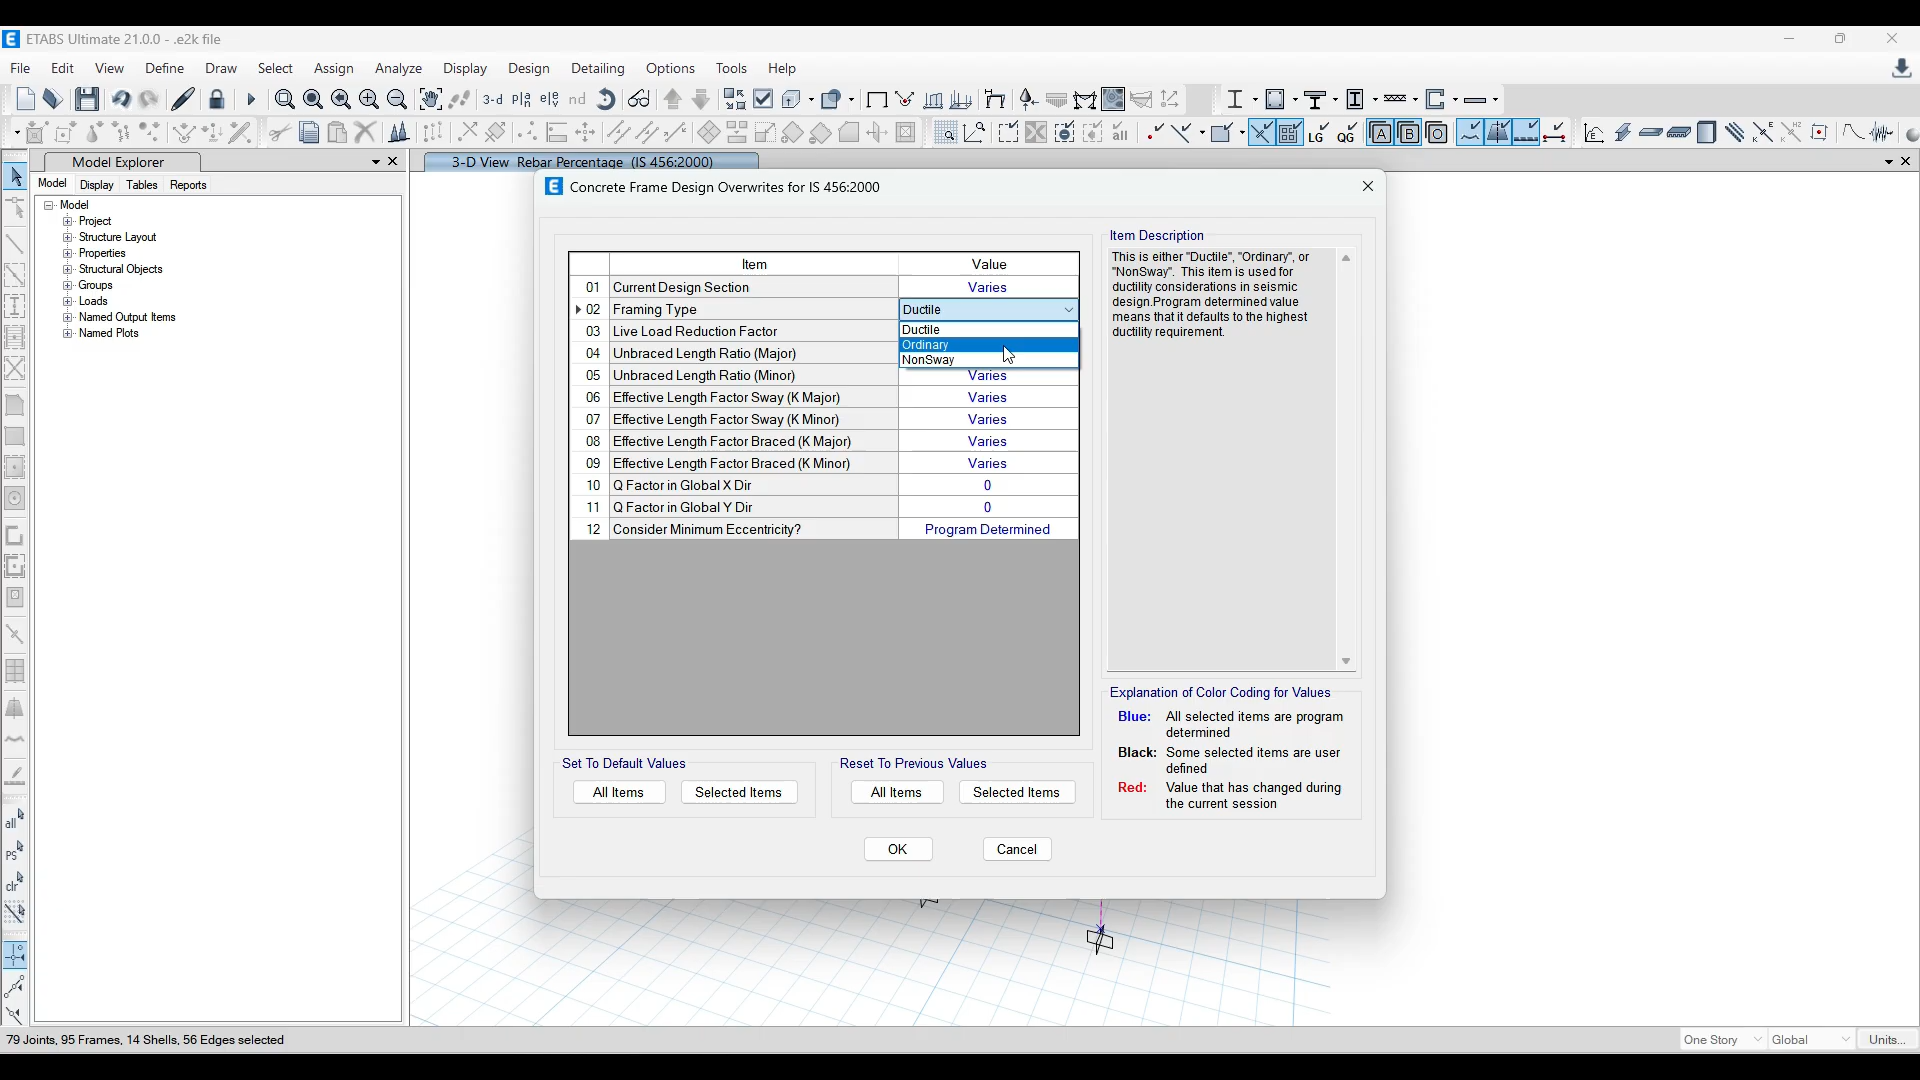 ETABS Ultimate 21.0.0 - .e2k file
File Edit View Define Draw Select Assign Analyze Display Design Detailing Options Tools Help
3-d pla ele nd
all LG QG A B
Model Explorer
3-D View Rebar Percentage (IS 456:2000)
Model Display Tables Reports
Model
Project
Structure Layout
Properties
Structural Objects
Groups
Loads
Named Output Items
Named Plots
all
PS
clr
Concrete Frame Design Overwrites for IS 456:2000
Item Value
01 Current Design Section Varies
02 Framing Type Ductile
Ductile
Ordinary
NonSway
03 Live Load Reduction Factor
04 Unbraced Length Ratio (Major)
05 Unbraced Length Ratio (Minor) Varies
06 Effective Length Factor Sway (K Major) Varies
07 Effective Length Factor Sway (K Minor) Varies
08 Effective Length Factor Braced (K Major) Varies
09 Effective Length Factor Braced (K Minor) Varies
10 Q Factor in Global X Dir 0
11 Q Factor in Global Y Dir 0
12 Consider Minimum Eccentricity? Program Determined
Item Description
This is either "Ductile", "Ordinary", or
"NonSway". This item is used for
ductility considerations in seismic
design.Program determined value
means that it defaults to the highest
ductility requirement.
Explanation of Color Coding for Values
Blue: All selected items are program
determined
Black: Some selected items are user
defined
Red: Value that has changed during
the current session
Set To Default Values
All Items Selected Items
Reset To Previous Values
All Items Selected Items
OK Cancel
79 Joints, 95 Frames, 14 Shells, 56 Edges selected
One Story Global Units...